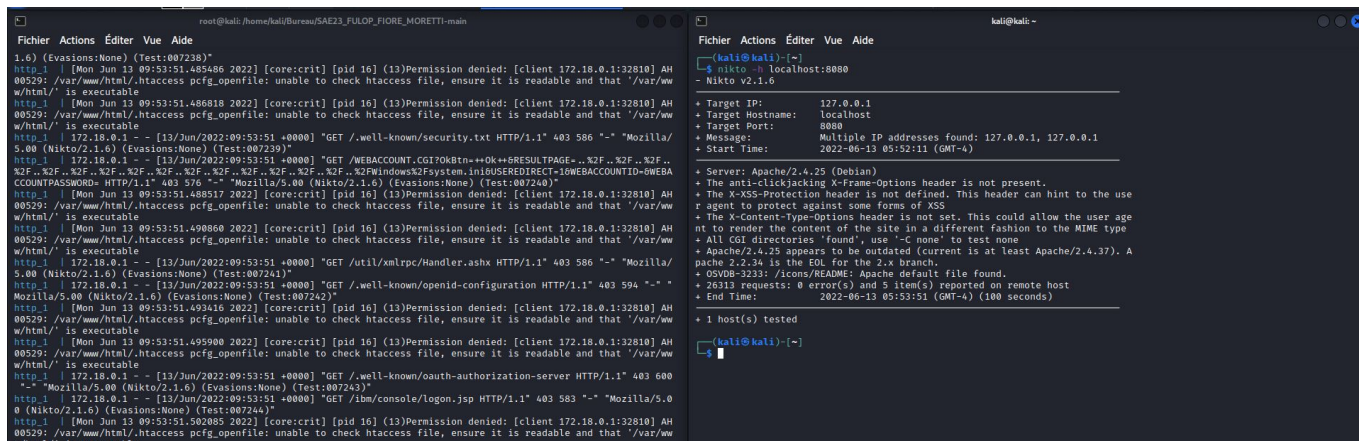 root@kali: /home/kali/Bureau/SAE23_FULOP_FIORE_MORETTI-main
Fichier Actions Éditer Vue Aide
1.6) (Evasions:None) (Test:007238)"
http_1 | [Mon Jun 13 09:53:51.485486 2022] [core:crit] [pid 16] (13)Permission denied: [client 172.18.0.1:32810] AH
00529: /var/www/html/.htaccess pcfg_openfile: unable to check htaccess file, ensure it is readable and that '/var/ww
w/html/' is executable
http_1 | [Mon Jun 13 09:53:51.486818 2022] [core:crit] [pid 16] (13)Permission denied: [client 172.18.0.1:32810] AH
00529: /var/www/html/.htaccess pcfg_openfile: unable to check htaccess file, ensure it is readable and that '/var/ww
w/html/' is executable
http_1 | 172.18.0.1 - - [13/Jun/2022:09:53:51 +0000] "GET /.well-known/security.txt HTTP/1.1" 403 586 "-" "Mozilla/
5.00 (Nikto/2.1.6) (Evasions:None) (Test:007239)"
http_1 | 172.18.0.1 - - [13/Jun/2022:09:53:51 +0000] "GET /WEBACCOUNT.CGI?OkBtn=++Ok++&RESULTPAGE=..%2F..%2F..%2F..
%2F..%2F..%2F..%2F..%2F..%2F..%2F..%2F..%2FWindows%2Fsystem.ini&USEREDIRECT=1&WEBACCOUNTID=&WEBA
CCOUNTPASSWORD= HTTP/1.1" 403 576 "-" "Mozilla/5.00 (Nikto/2.1.6) (Evasions:None) (Test:007240)"
http_1 | [Mon Jun 13 09:53:51.488517 2022] [core:crit] [pid 16] (13)Permission denied: [client 172.18.0.1:32810] AH
00529: /var/www/html/.htaccess pcfg_openfile: unable to check htaccess file, ensure it is readable and that '/var/ww
w/html/' is executable
http_1 | [Mon Jun 13 09:53:51.490860 2022] [core:crit] [pid 16] (13)Permission denied: [client 172.18.0.1:32810] AH
00529: /var/www/html/.htaccess pcfg_openfile: unable to check htaccess file, ensure it is readable and that '/var/ww
w/html/' is executable
http_1 | 172.18.0.1 - - [13/Jun/2022:09:53:51 +0000] "GET /util/xmlrpc/Handler.ashx HTTP/1.1" 403 586 "-" "Mozilla/
5.00 (Nikto/2.1.6) (Evasions:None) (Test:007241)"
http_1 | 172.18.0.1 - - [13/Jun/2022:09:53:51 +0000] "GET /.well-known/openid-configuration HTTP/1.1" 403 594 "-" "
Mozilla/5.00 (Nikto/2.1.6) (Evasions:None) (Test:007242)"
http_1 | [Mon Jun 13 09:53:51.493416 2022] [core:crit] [pid 16] (13)Permission denied: [client 172.18.0.1:32810] AH
00529: /var/www/html/.htaccess pcfg_openfile: unable to check htaccess file, ensure it is readable and that '/var/ww
w/html/' is executable
http_1 | [Mon Jun 13 09:53:51.495900 2022] [core:crit] [pid 16] (13)Permission denied: [client 172.18.0.1:32810] AH
00529: /var/www/html/.htaccess pcfg_openfile: unable to check htaccess file, ensure it is readable and that '/var/ww
w/html/' is executable
http_1 | 172.18.0.1 - - [13/Jun/2022:09:53:51 +0000] "GET /.well-known/oauth-authorization-server HTTP/1.1" 403 600
"-" "Mozilla/5.00 (Nikto/2.1.6) (Evasions:None) (Test:007243)"
http_1 | 172.18.0.1 - - [13/Jun/2022:09:53:51 +0000] "GET /ibm/console/logon.jsp HTTP/1.1" 403 583 "-" "Mozilla/5.0
0 (Nikto/2.1.6) (Evasions:None) (Test:007244)"
http_1 | [Mon Jun 13 09:53:51.502085 2022] [core:crit] [pid 16] (13)Permission denied: [client 172.18.0.1:32810] AH
00529: /var/www/html/.htaccess pcfg_openfile: unable to check htaccess file, ensure it is readable and that '/var/ww
kali@kali: ~
Fichier Actions Éditer Vue Aide
(kali㉿kali)-[~]
$ nikto -h localhost:8080
- Nikto v2.1.6
+ Target IP: 127.0.0.1
+ Target Hostname: localhost
+ Target Port: 8080
+ Message: Multiple IP addresses found: 127.0.0.1, 127.0.0.1
+ Start Time: 2022-06-13 05:52:11 (GMT-4)
+ Server: Apache/2.4.25 (Debian)
+ The anti-clickjacking X-Frame-Options header is not present.
+ The X-XSS-Protection header is not defined. This header can hint to the use
r agent to protect against some forms of XSS
+ The X-Content-Type-Options header is not set. This could allow the user age
nt to render the content of the site in a different fashion to the MIME type
+ All CGI directories 'found', use '-C none' to test none
+ Apache/2.4.25 appears to be outdated (current is at least Apache/2.4.37). A
pache 2.2.34 is the EOL for the 2.x branch.
+ OSVDB-3233: /icons/README: Apache default file found.
+ 26313 requests: 0 error(s) and 5 item(s) reported on remote host
+ End Time: 2022-06-13 05:53:51 (GMT-4) (100 seconds)
+ 1 host(s) tested
(kali㉿kali)-[~]
$